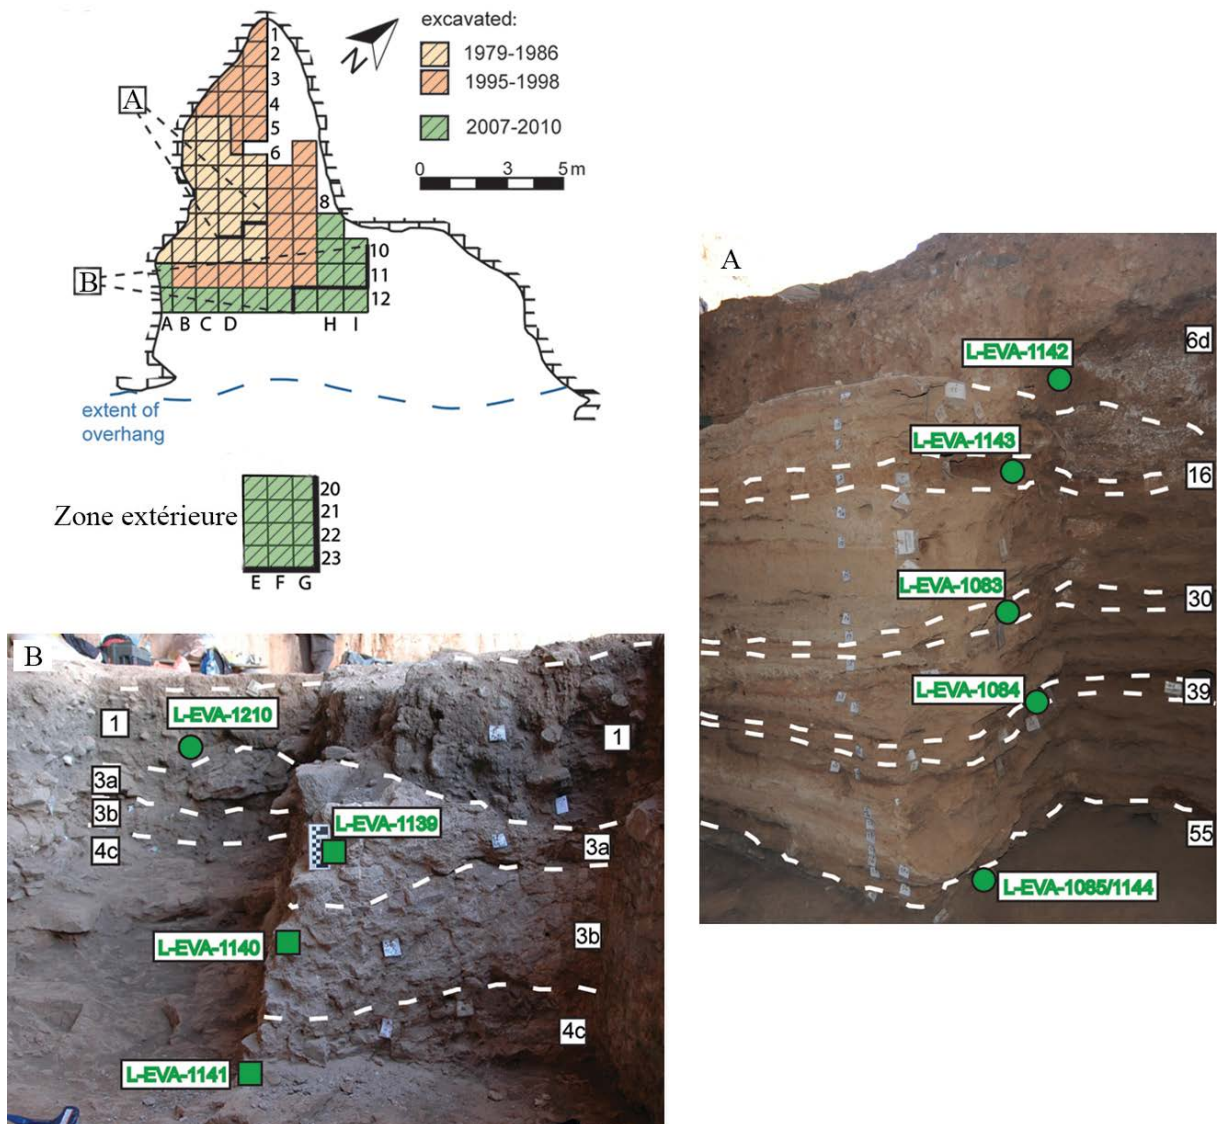 excavated:
1979-1986
1995-1998
2007-2010
0 3 5 m
N
1
2
3
4
5
6
8
10
11
12
A
B
A B C D H I
extent of
overhang
Zone extérieure
20
21
22
23
E F G
A
L-EVA-1142
6d
L-EVA-1143
16
L-EVA-1083
30
L-EVA-1084
39
55
L-EVA-1085/1144
B
L-EVA-1210
1
1
3a
3b
L-EVA-1139
4c
3a
L-EVA-1140
3b
4c
L-EVA-1141